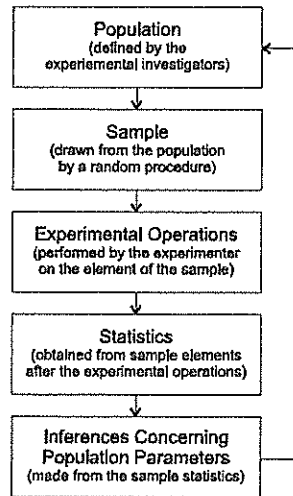 Population
(defined by the
experiemental investigators)
Sample
(drawn from the population
by a random procedure)
Experimental Operations
(performed by the experimenter
on the element of the sample)
Statistics
(obtained from sample elements
after the experimental operations)
Inferences Concerning
Population Parameters
(made from the sample statistics)